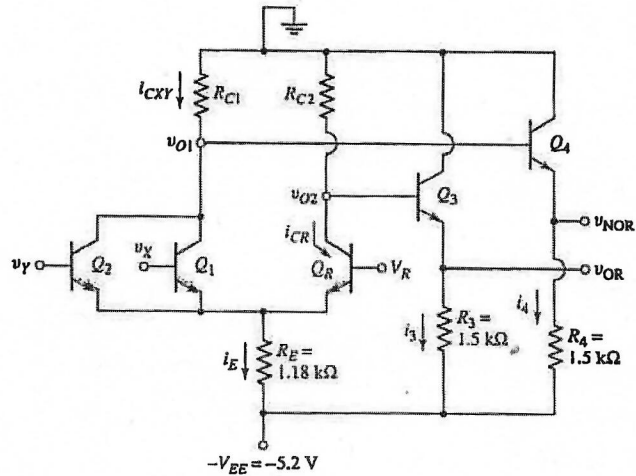 i_CXY
R_C1
R_C2
v_O1
Q_4
v_O2
Q_3
v_NOR
i_CR
v_X
v_Y
Q_2
Q_1
Q_R
V_R
v_OR
i_3
R_3 =
1.5 kΩ
i_4
R_4 =
1.5 kΩ
i_E
R_E =
1.18 kΩ
-V_EE = -5.2 V